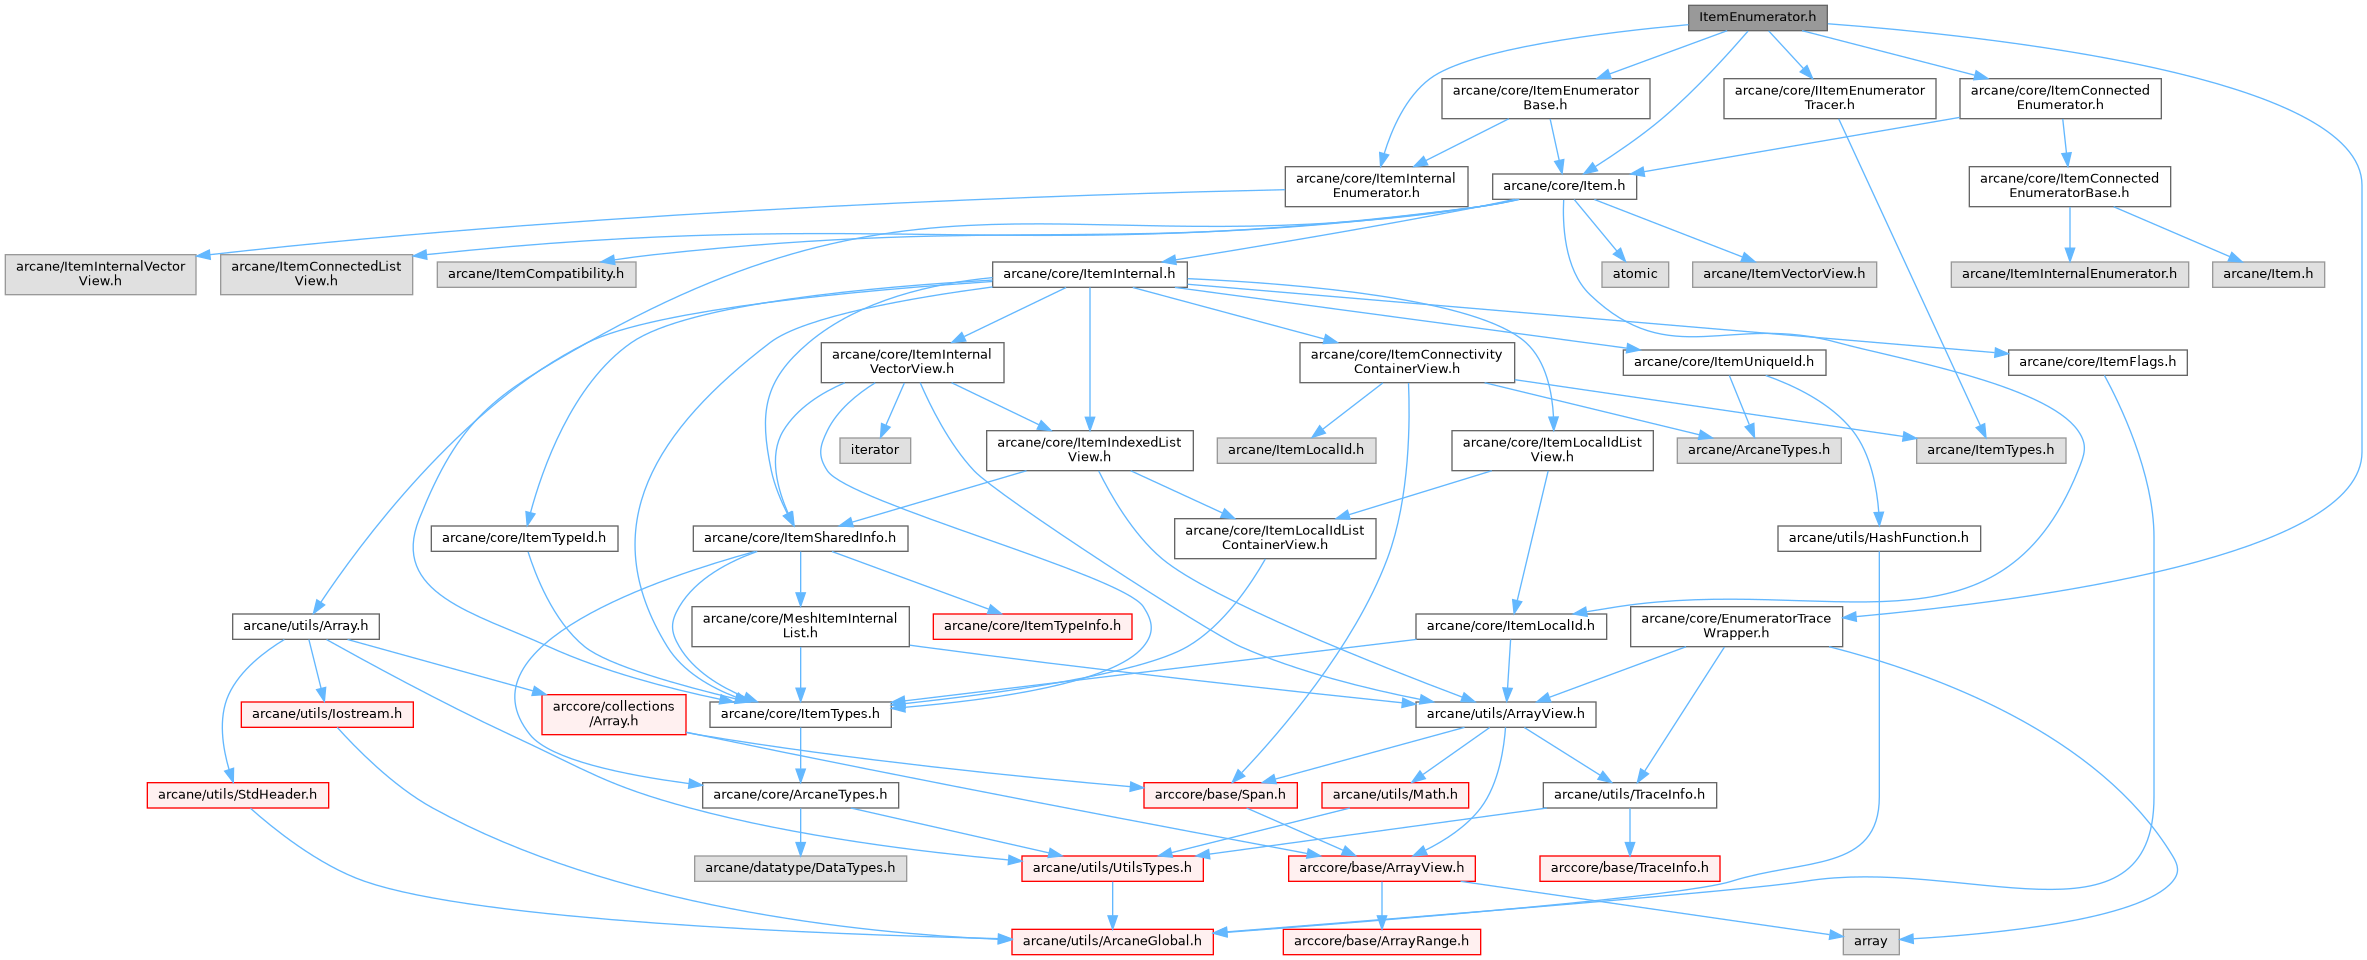 ItemEnumerator.h
arcane/core/ItemEnumerator
Base.h
arcane/core/IItemEnumerator
Tracer.h
arcane/core/ItemConnected
Enumerator.h
arcane/core/ItemInternal
Enumerator.h
arcane/core/Item.h
arcane/core/ItemConnected
EnumeratorBase.h
arcane/ItemInternalVector
View.h
arcane/ItemConnectedList
View.h
arcane/ItemCompatibility.h
arcane/core/ItemInternal.h
atomic
arcane/ItemVectorView.h
arcane/ItemInternalEnumerator.h
arcane/Item.h
arcane/core/ItemInternal
VectorView.h
arcane/core/ItemConnectivity
ContainerView.h
arcane/core/ItemUniqueId.h
arcane/core/ItemFlags.h
iterator
arcane/core/ItemIndexedList
View.h
arcane/ItemLocalId.h
arcane/core/ItemLocalIdList
View.h
arcane/ArcaneTypes.h
arcane/ItemTypes.h
arcane/core/ItemTypeId.h
arcane/core/ItemSharedInfo.h
arcane/core/ItemLocalIdList
ContainerView.h
arcane/utils/HashFunction.h
arcane/utils/Array.h
arcane/core/MeshItemInternal
List.h
arcane/core/ItemTypeInfo.h
arcane/core/ItemLocalId.h
arcane/core/EnumeratorTrace
Wrapper.h
arcane/utils/Iostream.h
arccore/collections
/Array.h
arcane/core/ItemTypes.h
arcane/utils/ArrayView.h
arcane/utils/StdHeader.h
arcane/core/ArcaneTypes.h
arccore/base/Span.h
arcane/utils/Math.h
arcane/utils/TraceInfo.h
arcane/datatype/DataTypes.h
arcane/utils/UtilsTypes.h
arccore/base/ArrayView.h
arccore/base/TraceInfo.h
arcane/utils/ArcaneGlobal.h
arccore/base/ArrayRange.h
array